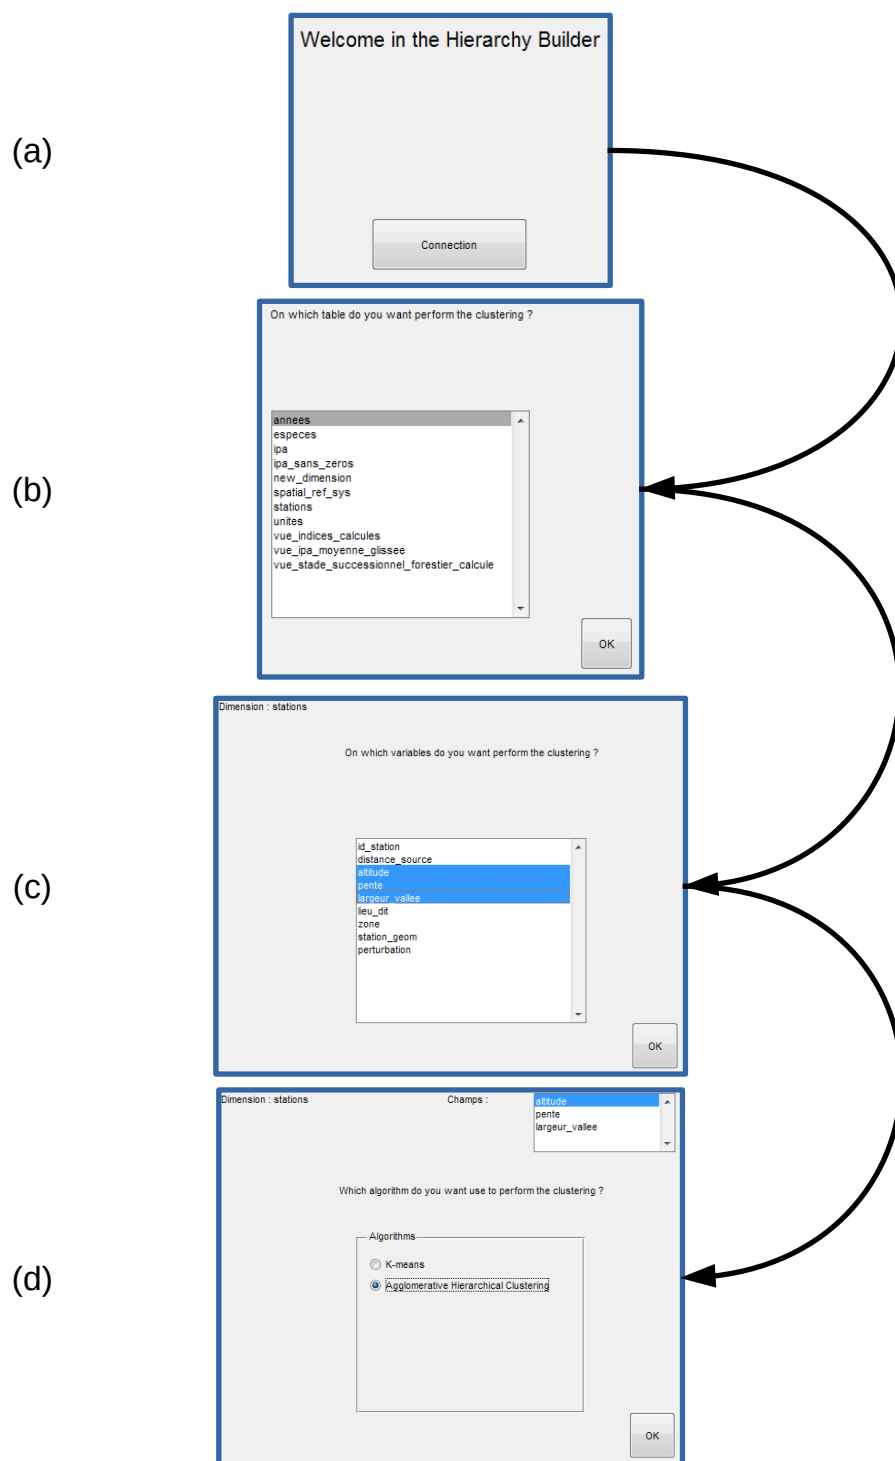 (a)
Welcome in the Hierarchy Builder
Connection
(b)
On which table do you want perform the clustering ?
annees
especes
ipa
ipa_sans_zeros
new_dimension
spatial_ref_sys
stations
unites
vue_indices_calcules
vue_ipa_moyenne_glissee
vue_stade_successionnel_forestier_calcule
OK
(c)
Dimension : stations
On which variables do you want perform the clustering ?
id_station
distance_source
altitude
pente
largeur_vallee
lieu_dit
zone
station_geom
perturbation
OK
(d)
Dimension : stations
Champs :
altitude
pente
largeur_vallee
Which algorithm do you want use to perform the clustering ?
Algorithms
K-means
Agglomerative Hierarchical Clustering
OK